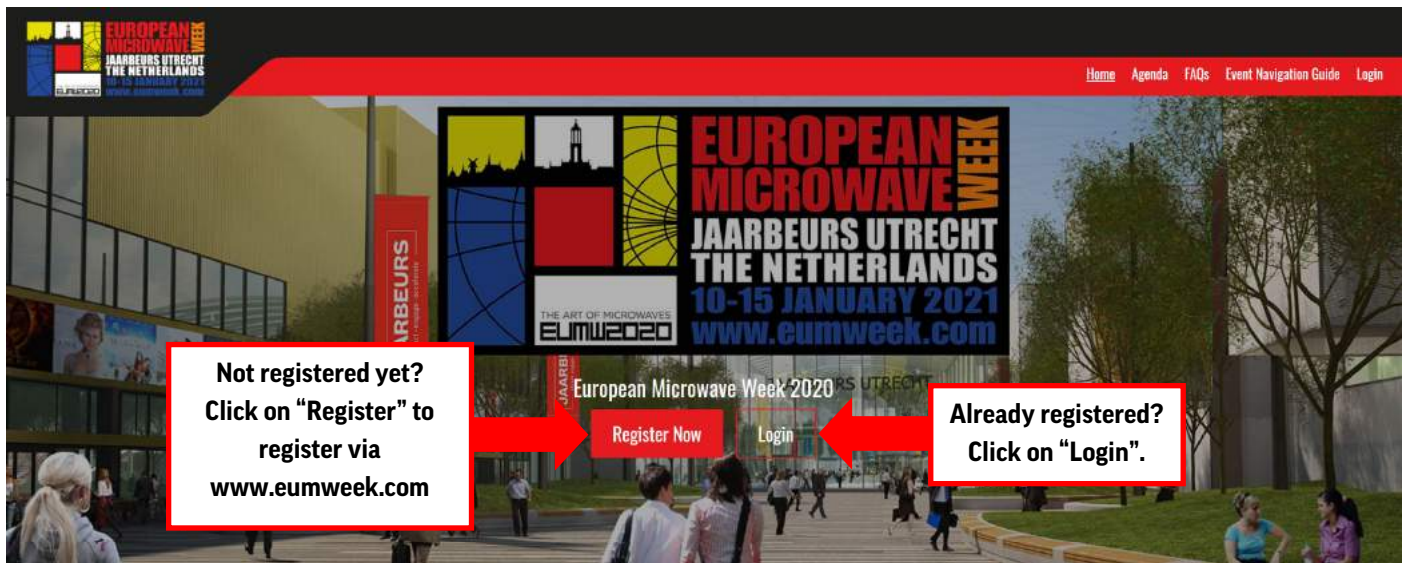 EUROPEAN
MICROWAVE
WEEK
JAARBEURS UTRECHT
THE NETHERLANDS
10-15 JANUARY 2021
www.eumweek.com
EUMW2020
Home Agenda FAQs Event Navigation Guide Login
EUROPEAN
MICROWAVE
WEEK
JAARBEURS UTRECHT
THE NETHERLANDS
10-15 JANUARY 2021
www.eumweek.com
THE ART OF MICROWAVES
EUMW2020
JAARBEURS
European Microwave Week 2020
Register Now Login
Not registered yet?
Click on “Register” to
register via
www.eumweek.com
Already registered?
Click on “Login”.